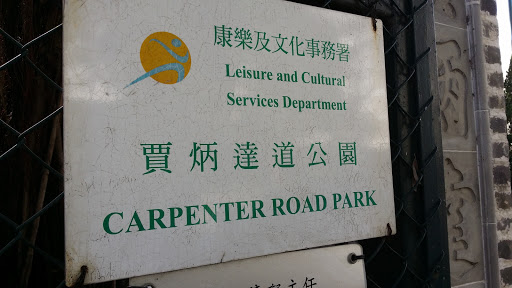 康樂及文化事務署
Leisure and Cultural
Services Department
賈炳達道公園
CARPENTER ROAD PARK